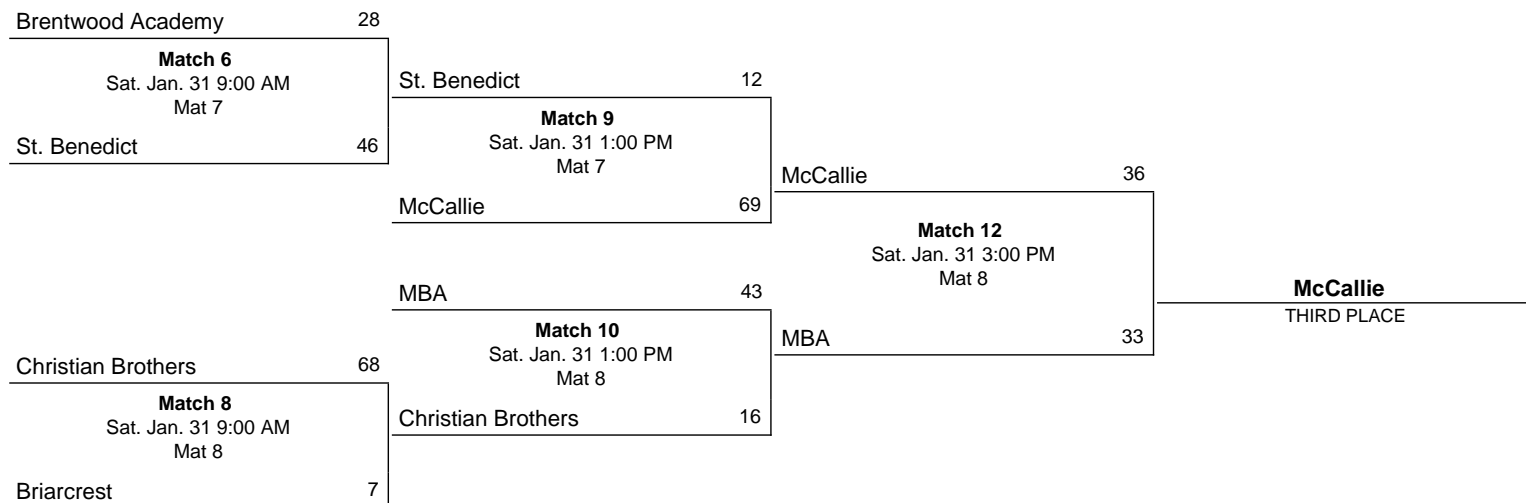 Brentwood Academy 28
Match 6
Sat. Jan. 31 9:00 AM
Mat 7
St. Benedict 46
St. Benedict 12
Match 9
Sat. Jan. 31 1:00 PM
Mat 7
McCallie 69
McCallie 36
Match 12
Sat. Jan. 31 3:00 PM
Mat 8
MBA 33
McCallie
THIRD PLACE
MBA 43
Match 10
Sat. Jan. 31 1:00 PM
Mat 8
Christian Brothers 16
Christian Brothers 68
Match 8
Sat. Jan. 31 9:00 AM
Mat 8
Briarcrest 7